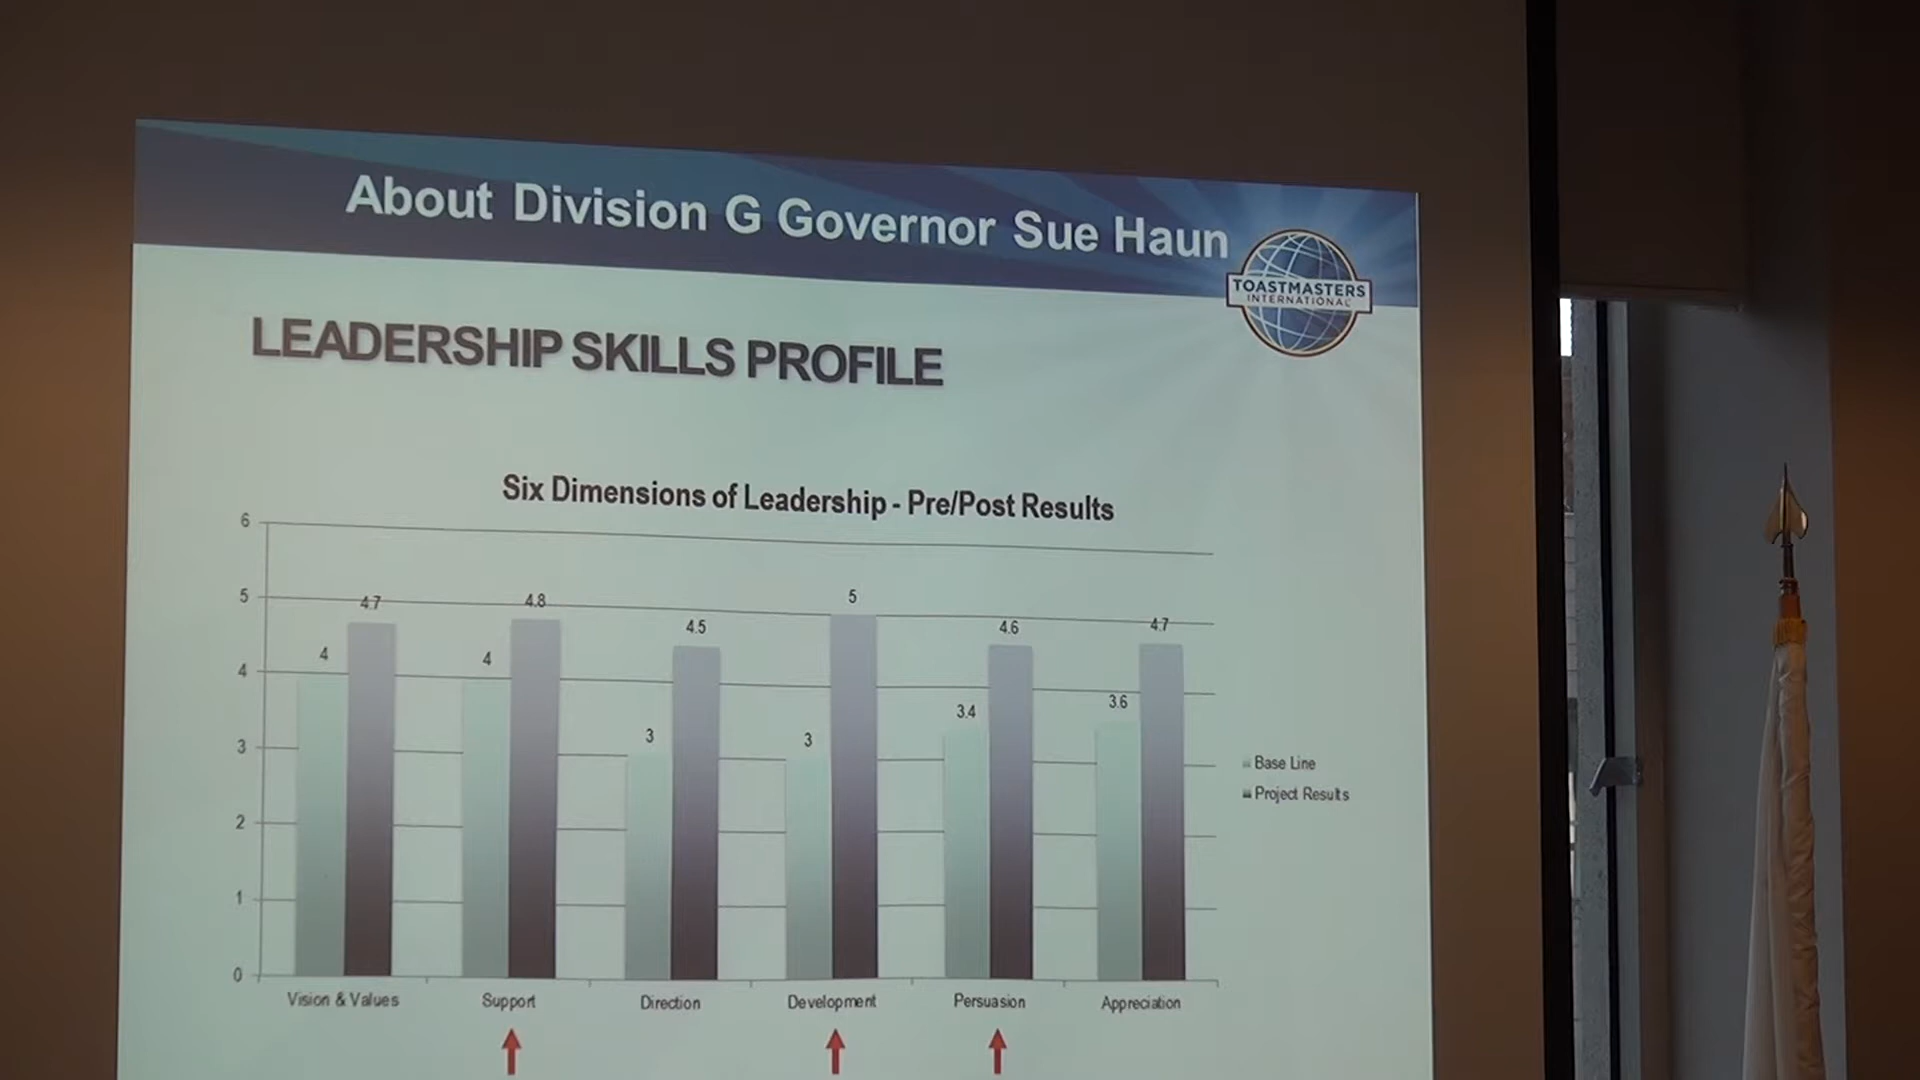 About Division G Governor Sue Haun
TOASTMASTERS
INTERNATIONAL
LEADERSHIP SKILLS PROFILE
Six Dimensions of Leadership - Pre/Post Results
6
5
4
3
2
1
0
4 4.7
4 4.8
3 4.5
3 5
3.4 4.6
3.6 4.7
Base Line
Project Results
Vision & Values Support Direction Development Persuasion Appreciation